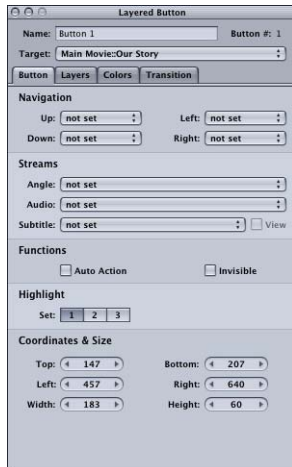 Layered Button
Name: Button 1 Button #: 1
Target: Main Movie::Our Story
Button Layers Colors Transition
Navigation
Up: not set Left: not set
Down: not set Right: not set
Streams
Angle: not set
Audio: not set
Subtitle: not set View
Functions
Auto Action Invisible
Highlight
Set: 1 2 3
Coordinates & Size
Top: 147 Bottom: 207
Left: 457 Right: 640
Width: 183 Height: 60